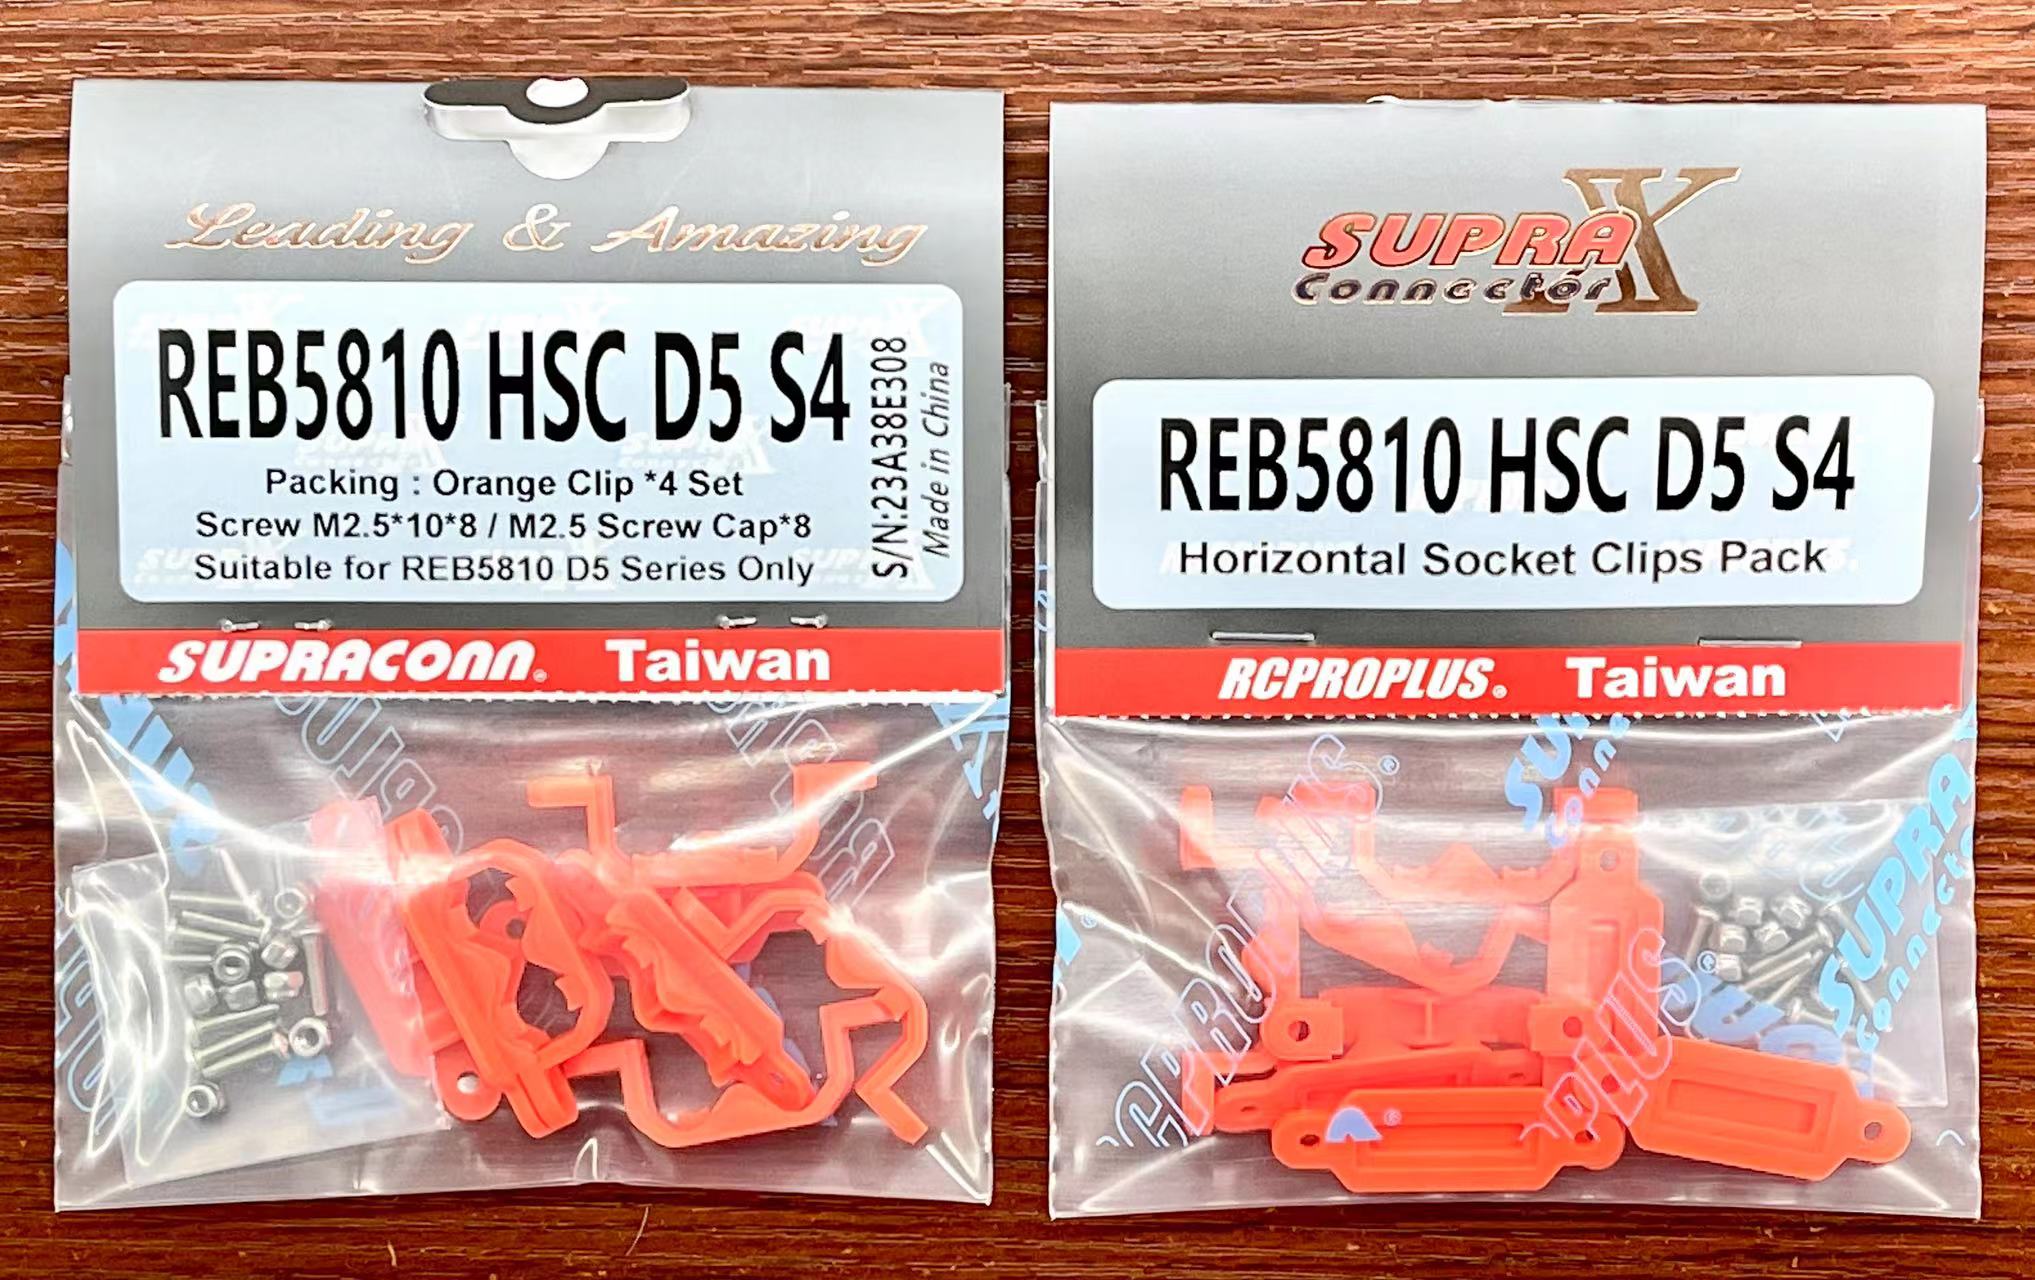 Leading & Amazing
REB5810 HSC D5 S4
Packing : Orange Clip *4 Set
Screw M2.5*10*8 / M2.5 Screw Cap*8
Suitable for REB5810 D5 Series Only
S/N:23A38E308
Made in China
SUPRACONN® Taiwan
SUPRA X
Connector
REB5810 HSC D5 S4
Horizontal Socket Clips Pack
RCPROPLUS® Taiwan